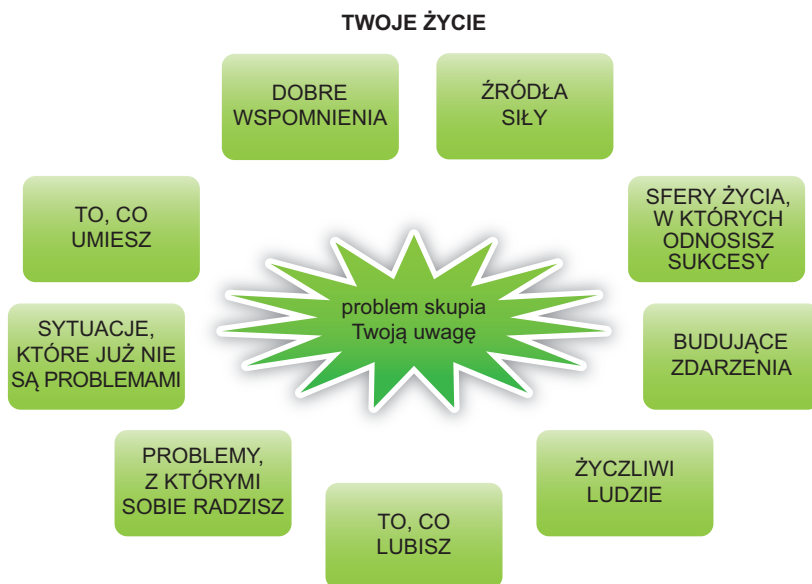 TWOJE ŻYCIE
DOBRE
WSPOMNIENIA
ŹRÓDŁA
SIŁY
TO, CO
UMIESZ
SFERY ŻYCIA,
W KTÓRYCH
ODNOSISZ
SUKCESY
problem skupia
Twoją uwagę
SYTUACJE,
KTÓRE JUŻ NIE
SĄ PROBLEMAMI
BUDUJĄCE
ZDARZENIA
PROBLEMY,
Z KTÓRYMI
SOBIE RADZISZ
ŻYCZLIWI
LUDZIE
TO, CO
LUBISZ